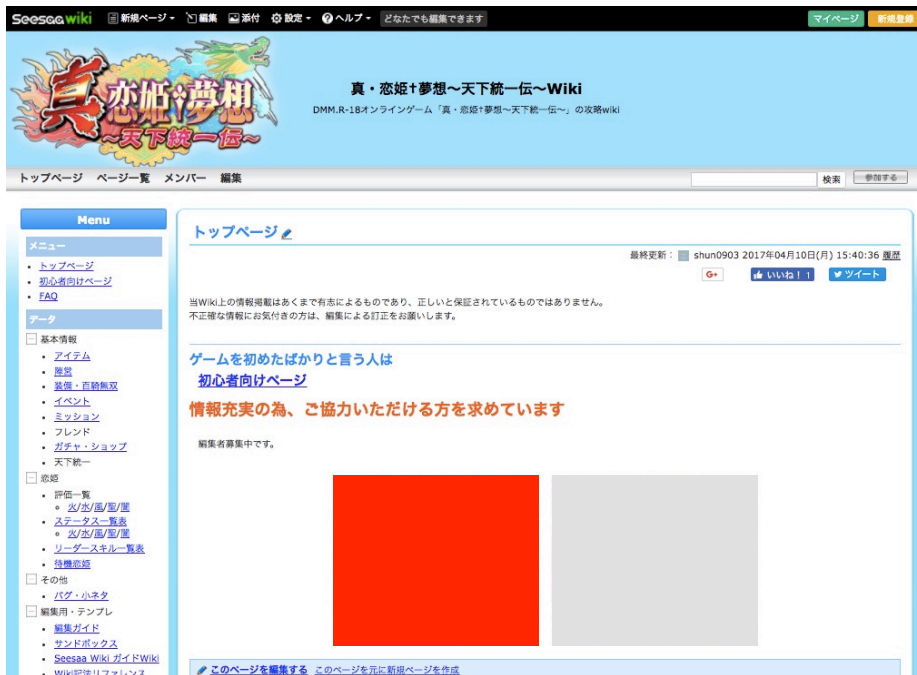 Seesaa wiki 新規ページ 編集 添付 設定 ヘルプ どなたでも編集できます マイページ 新規登録
真・恋姫†夢想
～天下統一伝～
真・恋姫†夢想～天下統一伝～Wiki
DMM.R-18オンラインゲーム「真・恋姫†夢想～天下統一伝～」の攻略wiki
トップページ ページ一覧 メンバー 編集 検索 参加する
Menu
メニュー
・ トップページ
・ 初心者向けページ
・ FAQ
データ
基本情報
・ アイテム
・ 陣営
・ 装備・百騎無双
・ イベント
・ ミッション
・ フレンド
・ ガチャ・ショップ
・ 天下統一
恋姫
・ 評価一覧
火/水/風/聖/闇
・ ステータス一覧表
火/水/風/聖/闇
・ リーダースキル一覧表
・ 待機恋姫
その他
・ バグ・小ネタ
編集用・テンプレ
・ 編集ガイド
・ サンドボックス
・ Seesaa Wiki ガイドWiki
・ Wiki記法リファレンス
トップページ
最終更新： shun0903 2017年04月10日(月) 15:40:36 履歴
G+ いいね！ 1 ツイート
当Wiki上の情報掲載はあくまで有志によるものであり、正しいと保証されているものではありません。
不正確な情報にお気付きの方は、編集による訂正をお願いします。
ゲームを初めたばかりと言う人は
初心者向けページ
情報充実の為、ご協力いただける方を求めています
編集者募集中です。
このページを編集する このページを元に新規ページを作成